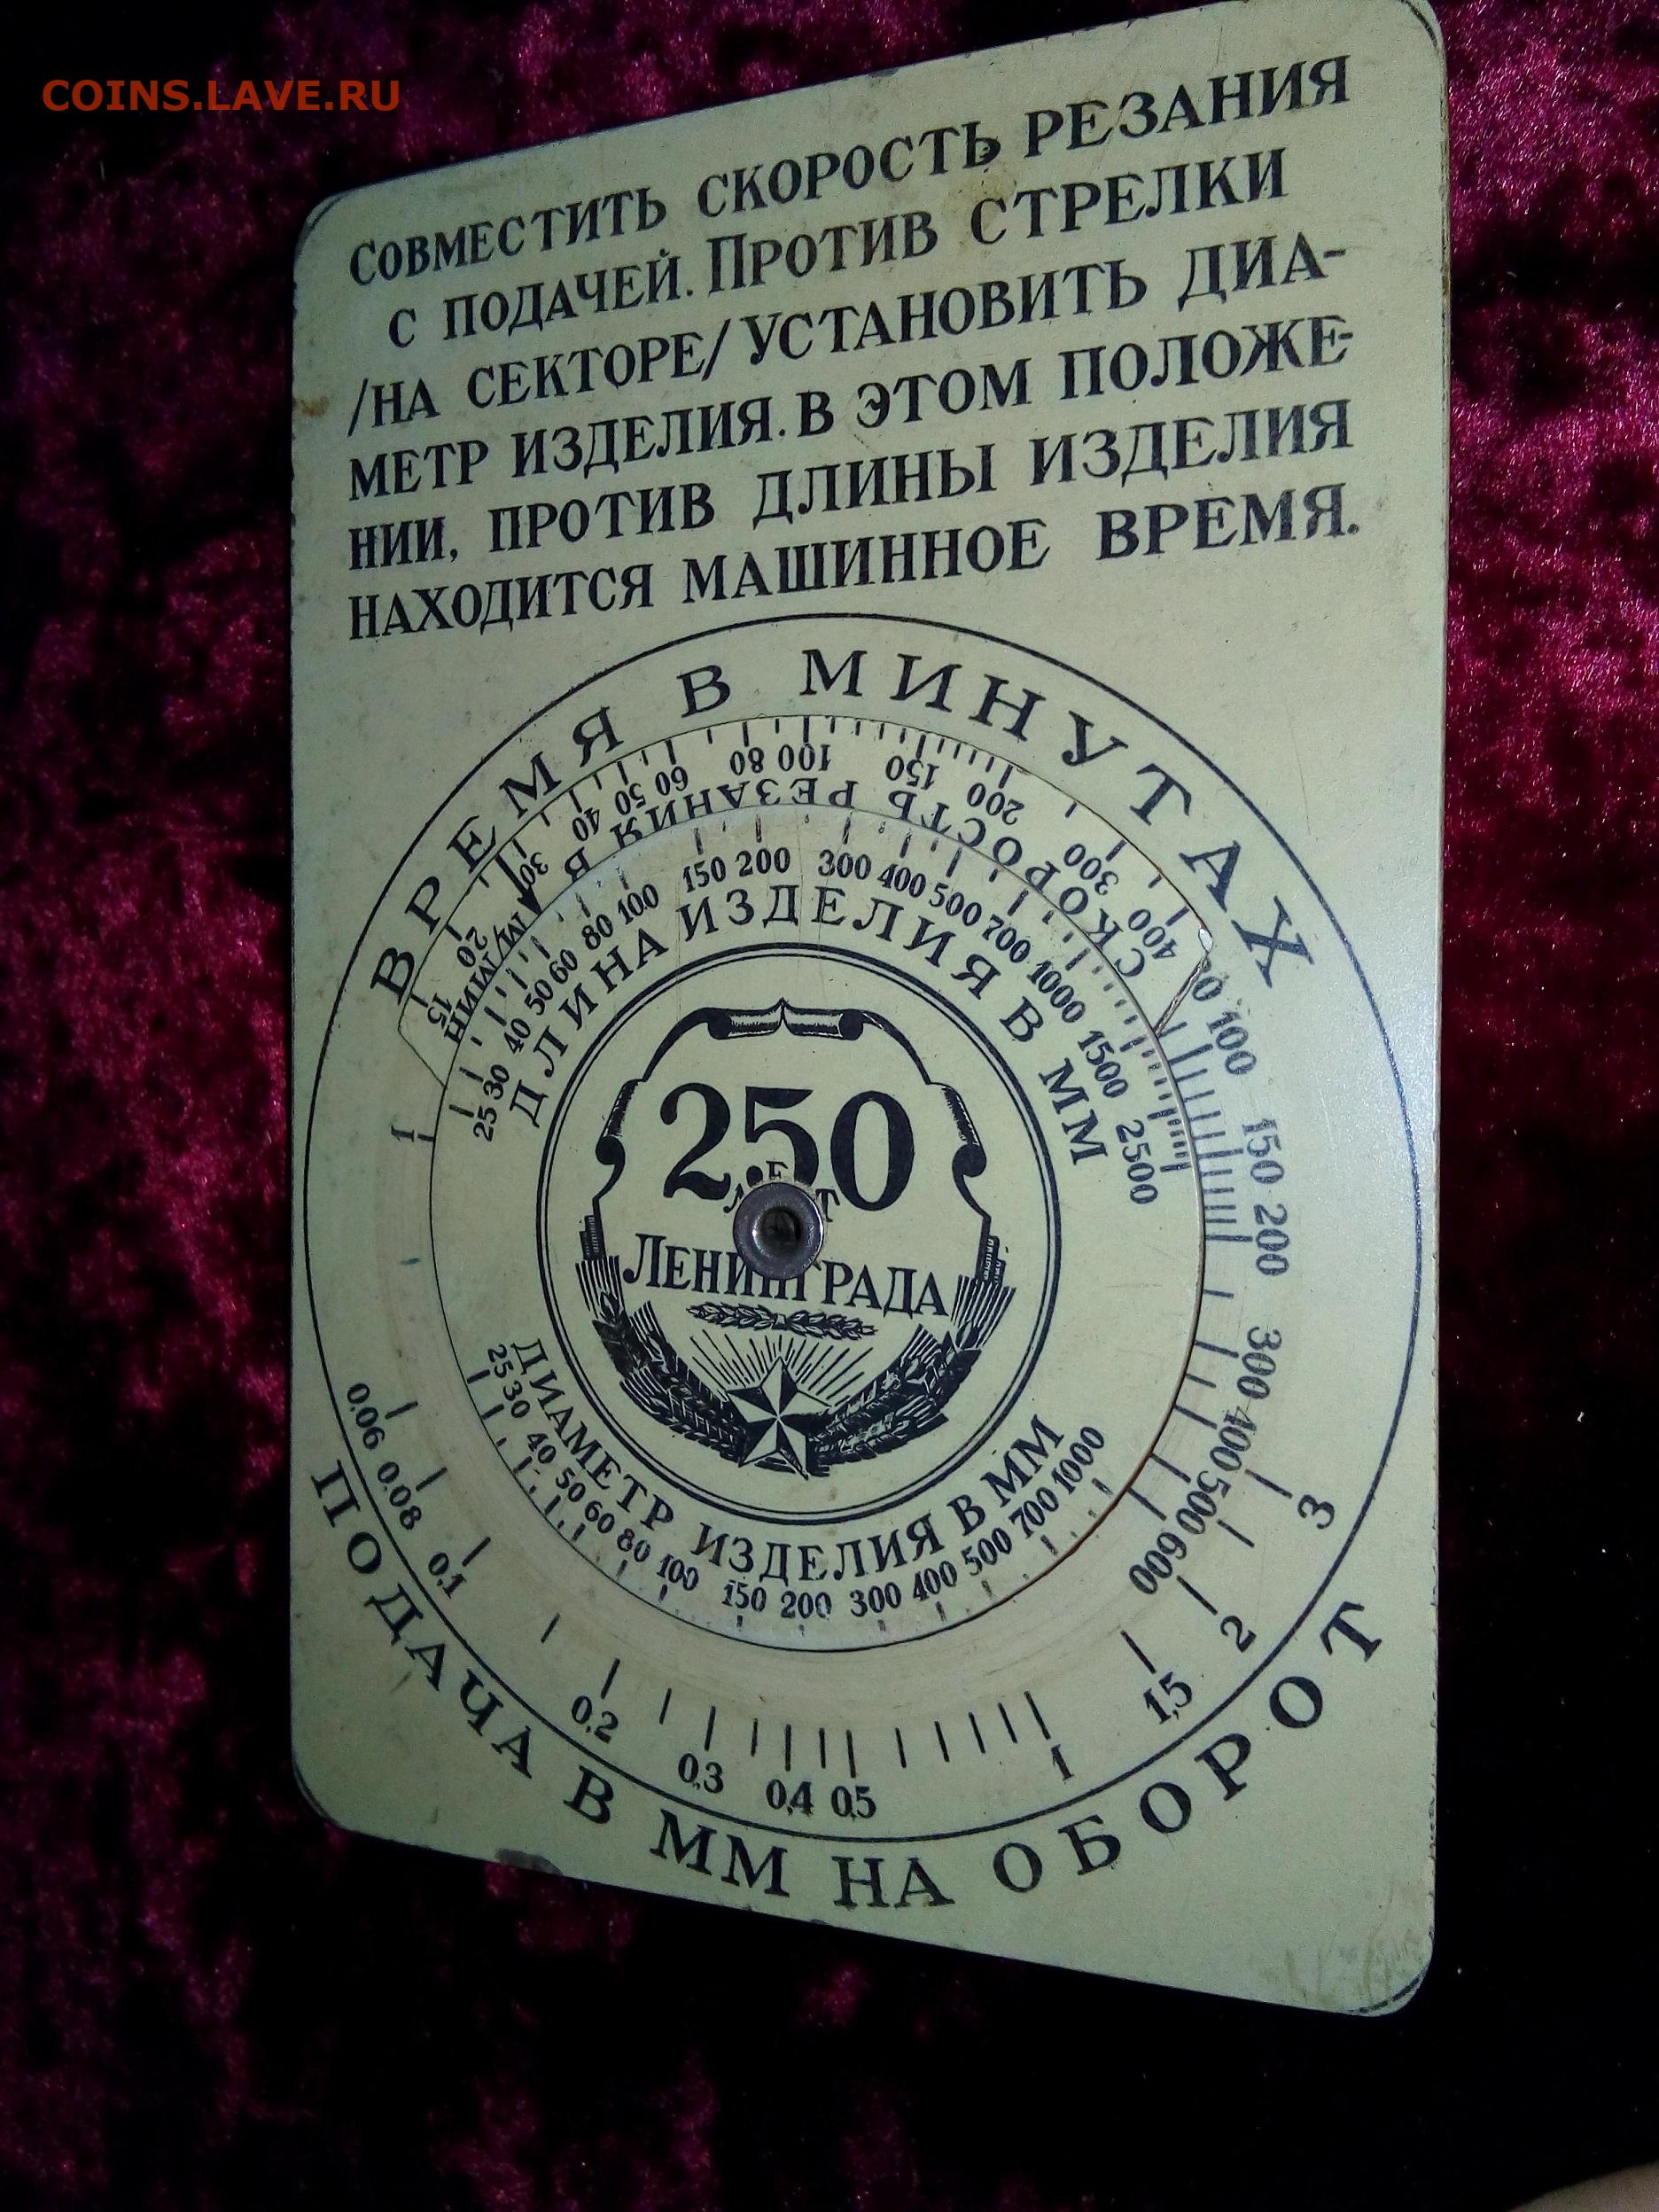 COINS.LAVE.RU
СОВМЕСТИТЬ СКОРОСТЬ РЕЗАНИЯ
С ПОДАЧЕЙ. ПРОТИВ СТРЕЛКИ
/НА СЕКТОРЕ/ УСТАНОВИТЬ ДИА-
МЕТР ИЗДЕЛИЯ. В ЭТОМ ПОЛОЖЕ-
НИИ, ПРОТИВ ДЛИНЫ ИЗДЕЛИЯ
НАХОДИТСЯ МАШИННОЕ ВРЕМЯ.
ВРЕМЯ В МИНУТАХ
1
100 150 200 300 400 500 600
15 20 30 40 50 60 80 100 150 200 300 400
СКОРОСТЬ РЕЗАНИЯ В М/МИН
25 30 40 50 60 80 100 150 200 300 400 500 700 1000 1500 2500
ДЛИНА ИЗДЕЛИЯ В ММ
250
ЛЕТ
ЛЕНИНГРАДА
ДИАМЕТР ИЗДЕЛИЯ В ММ
25 30 40 50 60 80 100 150 200 300 400 500 700 1000
0,06 0,08 0,1 0,2 0,3 0,4 0,5 1 1,5 2 3
ПОДАЧА В ММ НА ОБОРОТ